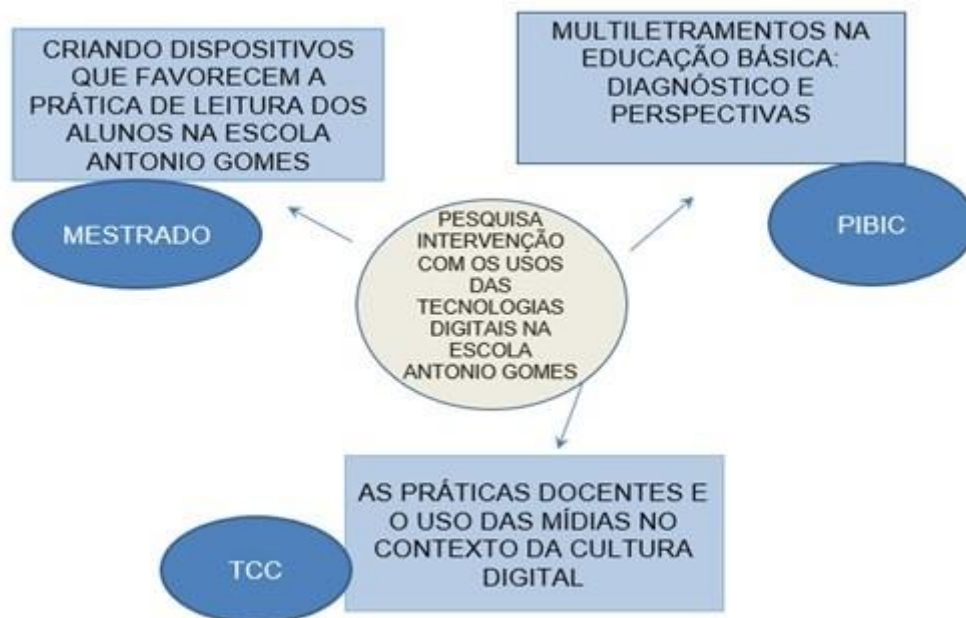 CRIANDO DISPOSITIVOS
QUE FAVORECEM A
PRÁTICA DE LEITURA DOS
ALUNOS NA ESCOLA
ANTONIO GOMES
MESTRADO
MULTILETRAMENTOS NA
EDUCAÇÃO BÁSICA:
DIAGNÓSTICO E
PERSPECTIVAS
PIBIC
PESQUISA
INTERVENÇÃO
COM OS USOS
DAS
TECNOLOGIAS
DIGITAIS NA
ESCOLA
ANTONIO GOMES
AS PRÁTICAS DOCENTES E
O USO DAS MÍDIAS NO
CONTEXTO DA CULTURA
DIGITAL
TCC